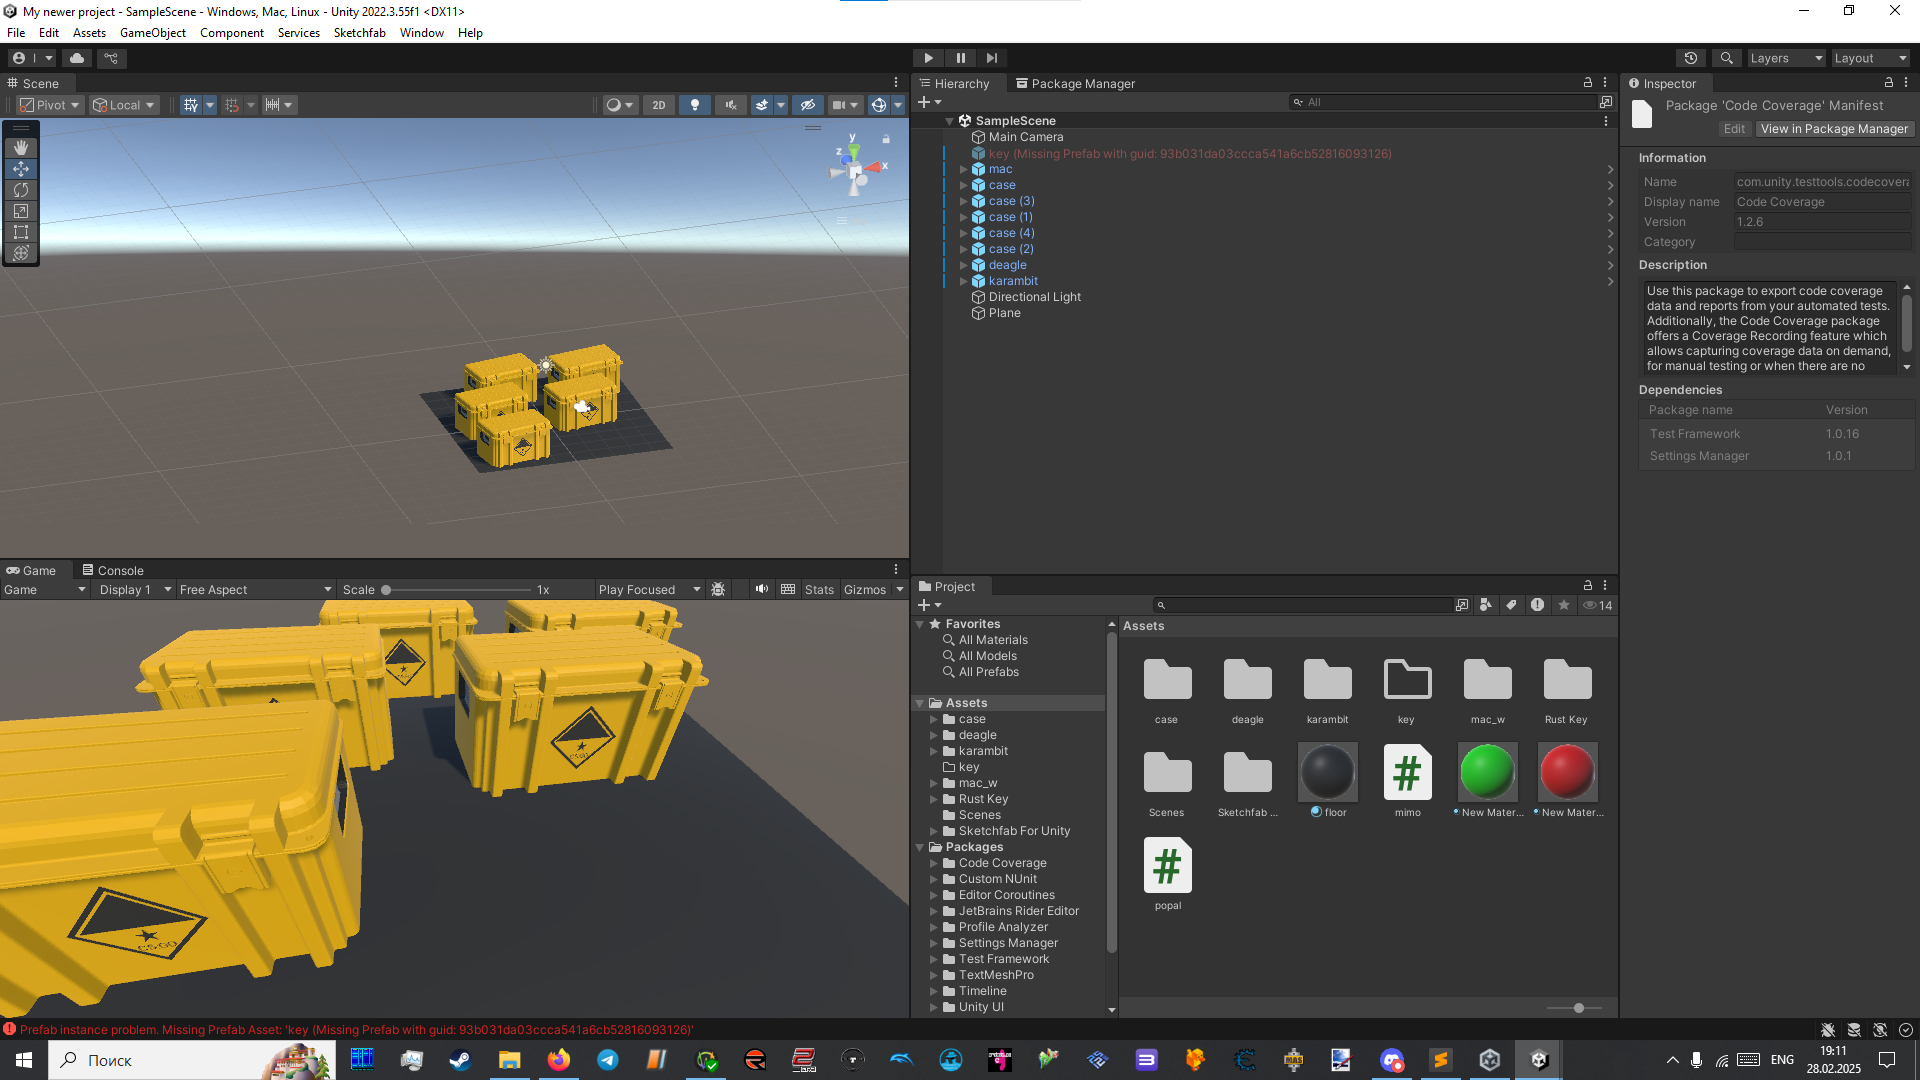 My newer project - SampleScene - Windows, Mac, Linux - Unity 2022.3.55f1 <DX11>
File Edit Assets GameObject Component Services Sketchfab Window Help
I
Layers
Layout
Scene
Pivot
Local
2D
y
z
x
Hierarchy
Package Manager
All
SampleScene
Main Camera
key (Missing Prefab with guid: 93b031da03ccca541a6cb52816093126)
mac
case
case (3)
case (1)
case (4)
case (2)
deagle
karambit
Directional Light
Plane
Inspector
Package 'Code Coverage' Manifest
Edit
View in Package Manager
Information
Name com.unity.testtools.codecovera
Display name Code Coverage
Version 1.2.6
Category
Description
Use this package to export code coverage
data and reports from your automated tests.
Additionally, the Code Coverage package
offers a Coverage Recording feature which
allows capturing coverage data on demand,
for manual testing or when there are no
Dependencies
Package name Version
Test Framework 1.0.16
Settings Manager 1.0.1
Game
Console
Game
Display 1
Free Aspect
Scale
1x
Play Focused
Stats
Gizmos
CS:GO
Project
14
Favorites
All Materials
All Models
All Prefabs
Assets
case
deagle
karambit
key
mac_w
Rust Key
Scenes
Sketchfab For Unity
Packages
Code Coverage
Custom NUnit
Editor Coroutines
JetBrains Rider Editor
Profile Analyzer
Settings Manager
Test Framework
TextMeshPro
Timeline
Unity UI
Assets
case
deagle
karambit
key
mac_w
Rust Key
Scenes
Sketchfab ...
floor
mimo
New Mater...
New Mater...
popal
Prefab instance problem. Missing Prefab Asset: 'key (Missing Prefab with guid: 93b031da03ccca541a6cb52816093126)'
Поиск
ENG
19:11
28.02.2025